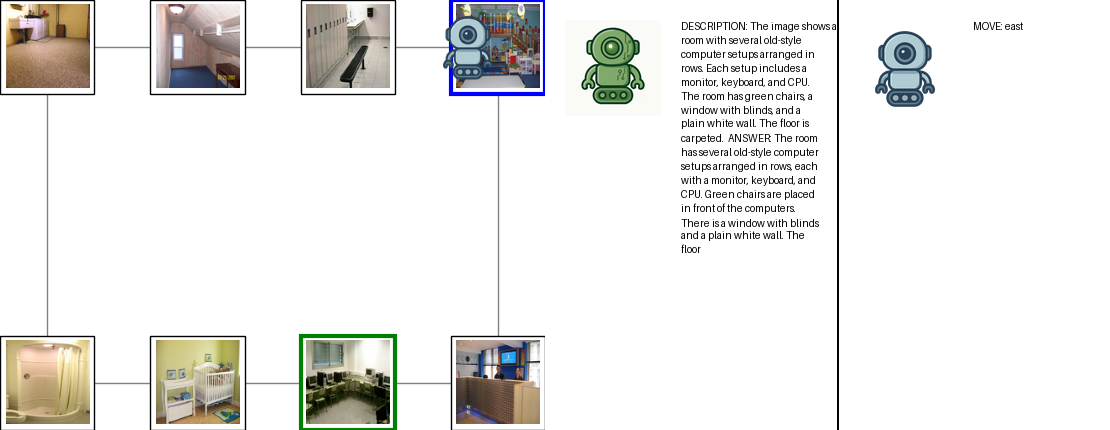 DESCRIPTION: The image shows a
room with several old-style
computer setups arranged in
rows. Each setup includes a
monitor, keyboard, and CPU.
The room has green chairs, a
window with blinds, and a
plain white wall. The floor is
carpeted.  ANSWER: The room
has several old-style computer
setups arranged in rows, each
with a monitor, keyboard, and
CPU. Green chairs are placed
in front of the computers.
There is a window with blinds
and a plain white wall. The
floor
MOVE: east